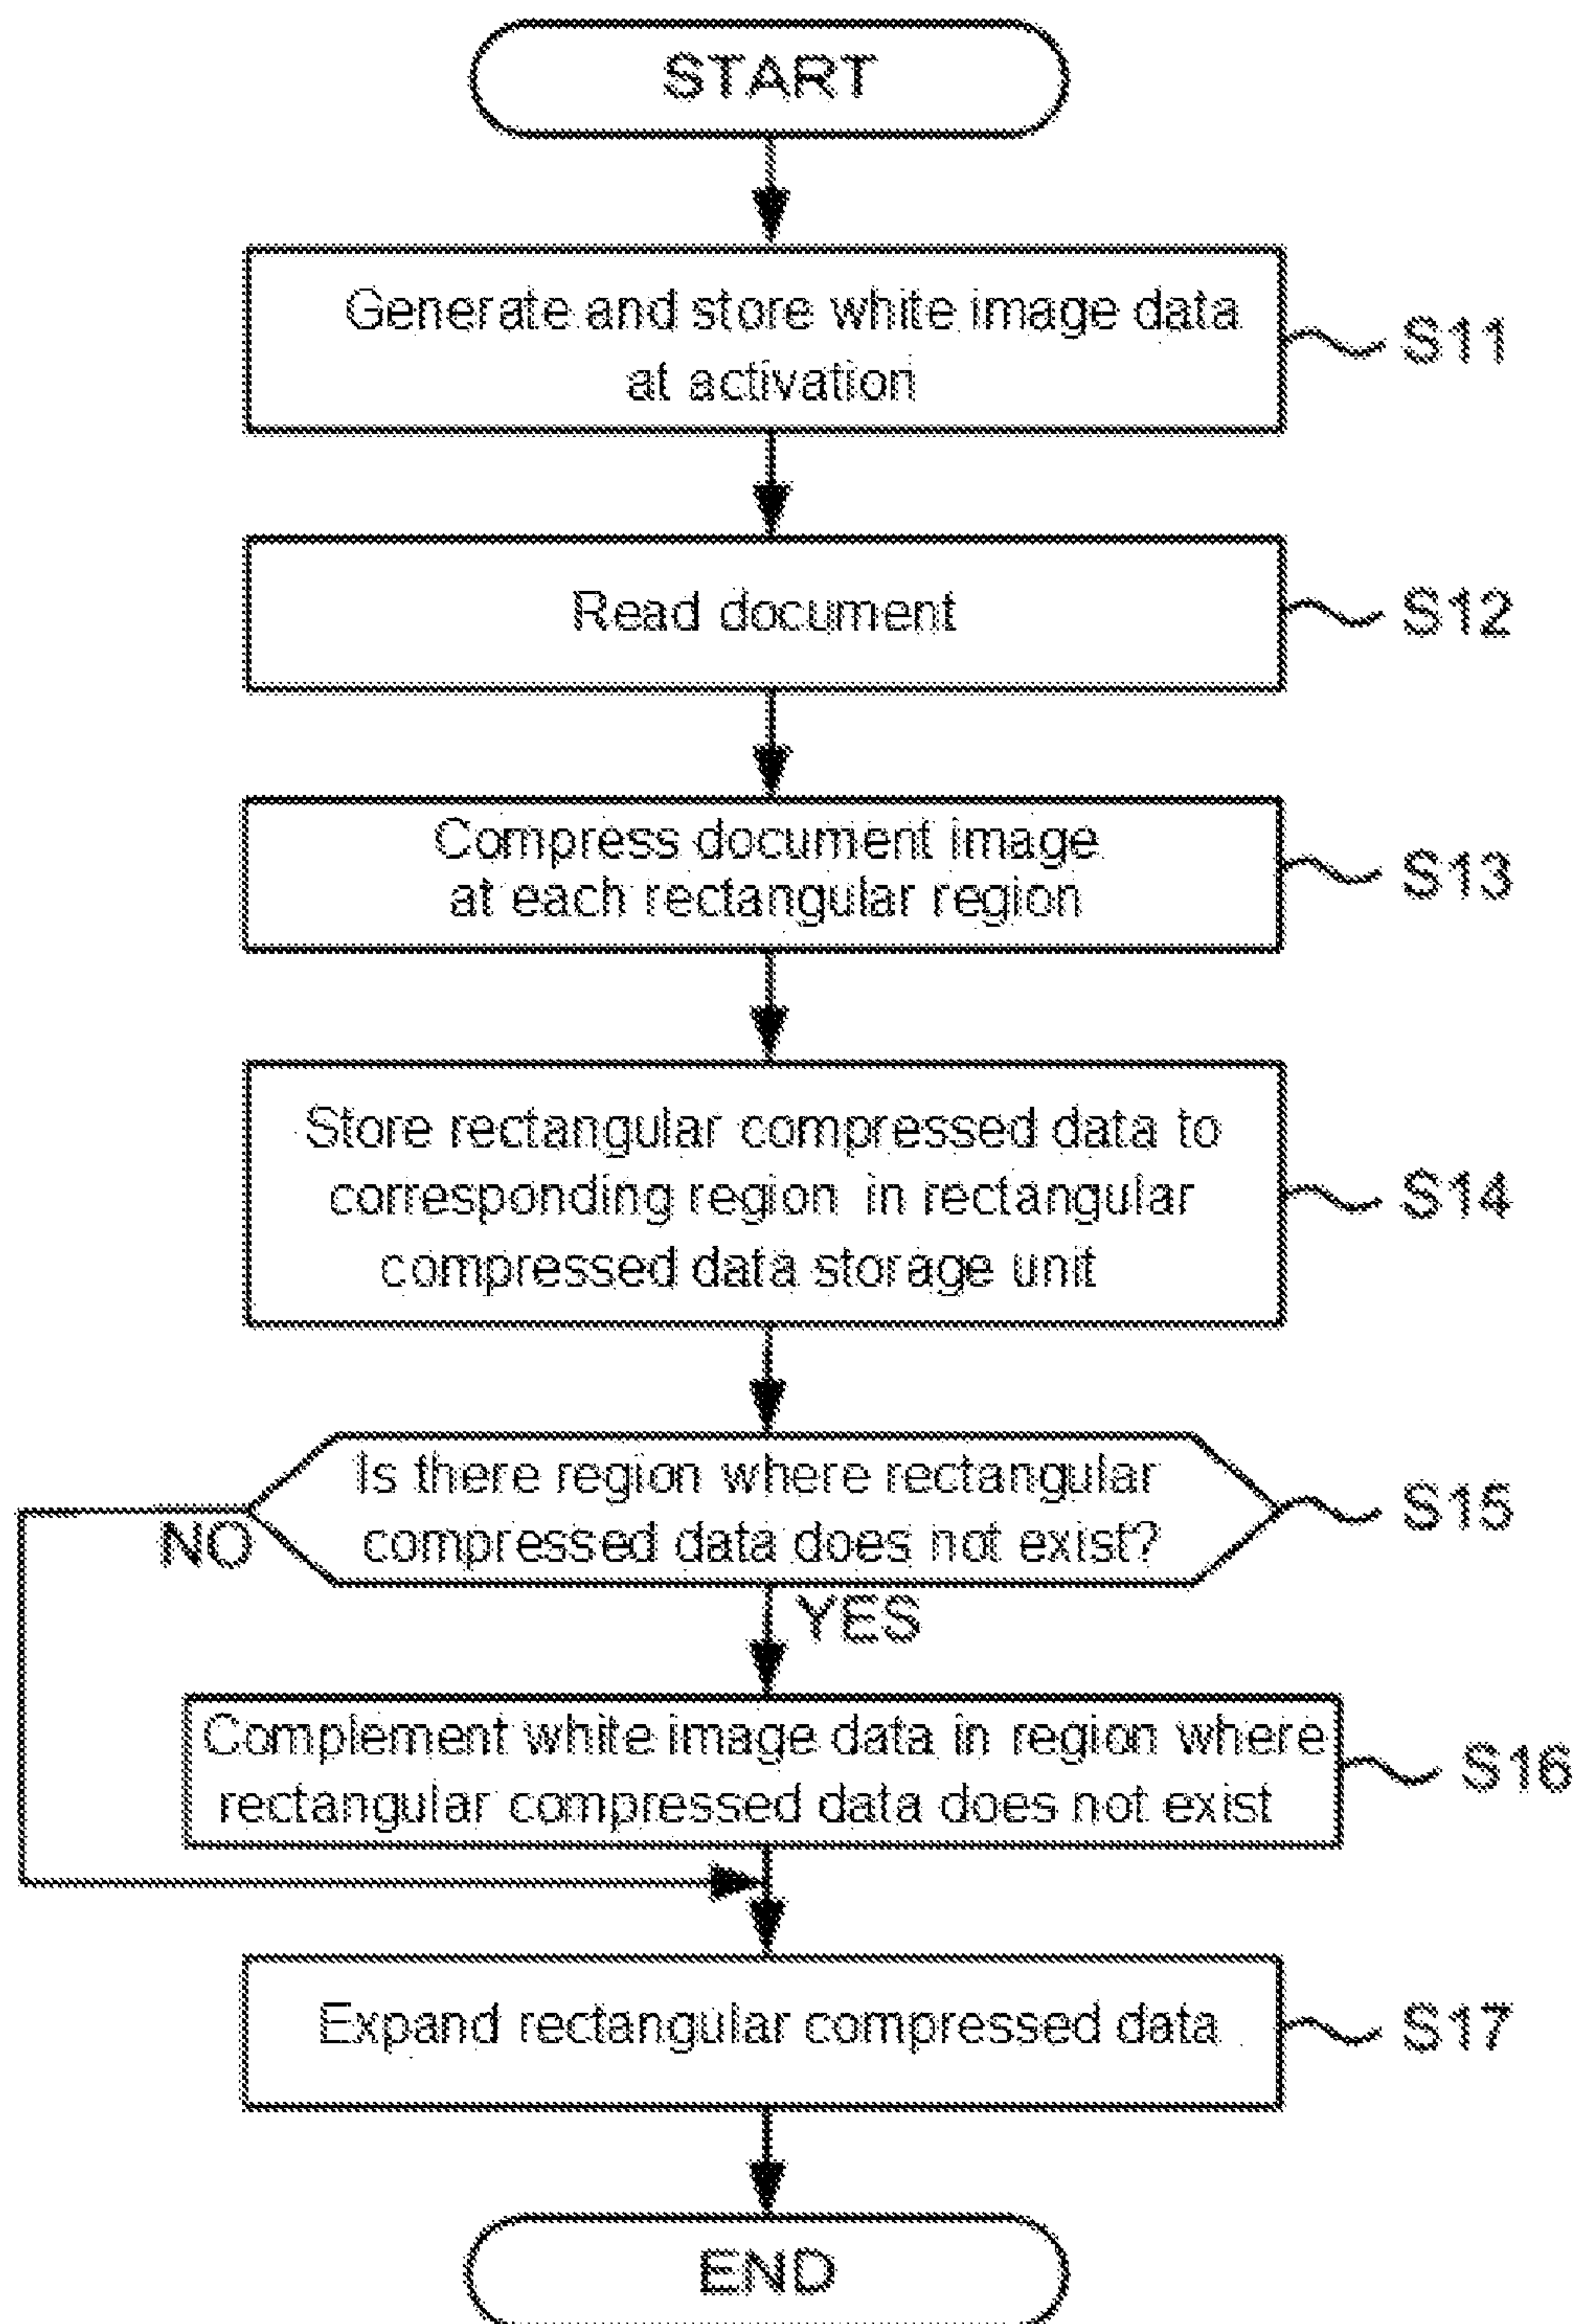 START
Generate and store white image data
at activation
S11
Read document
S12
Compress document image
at each rectangular region
S13
Store rectangular compressed data to
corresponding region in rectangular
compressed data storage unit
S14
Is there region where rectangular
compressed data does not exist?
S15
NO
YES
Complement white image data in region where
rectangular compressed data does not exist
S16
Expand rectangular compressed data
S17
END